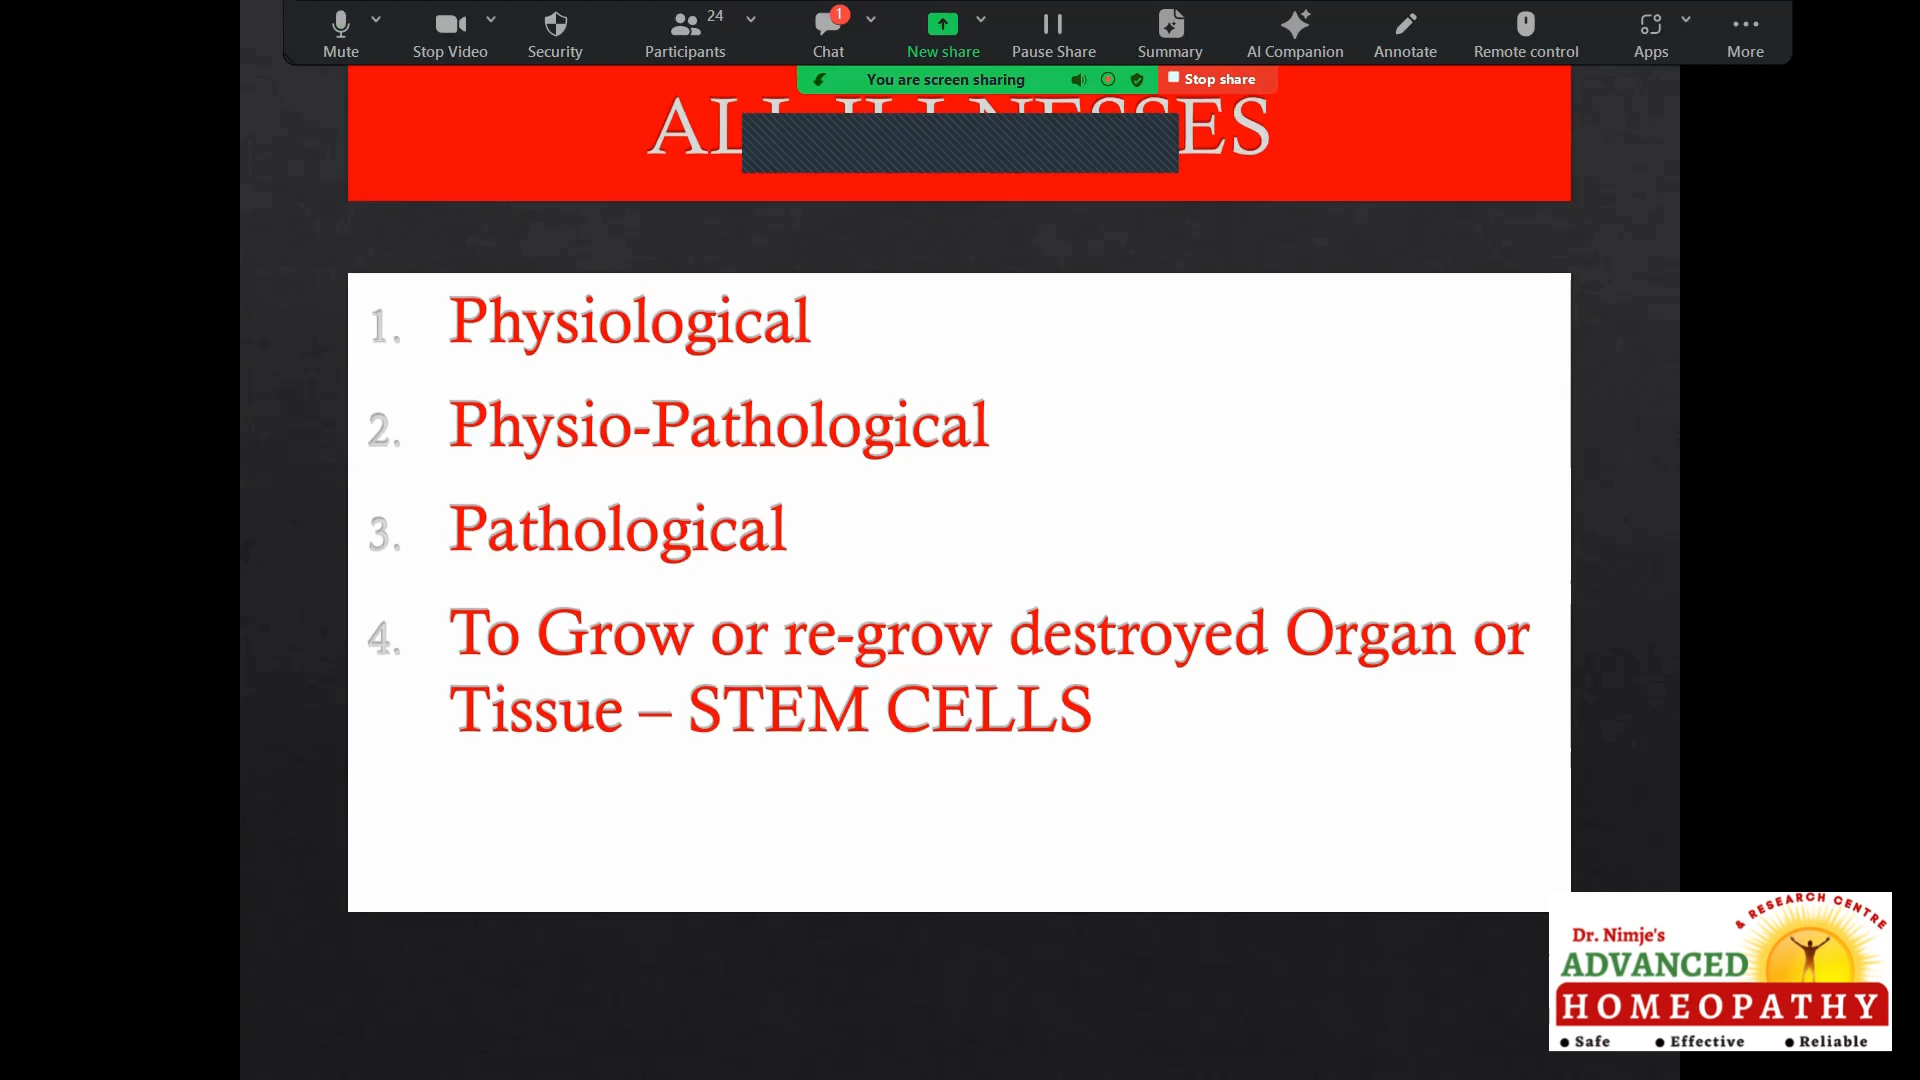 Mute
Stop Video
Security
Participants
24
Chat
1
New share
Pause Share
Summary
AI Companion
Annotate
Remote control
Apps
More
You are screen sharing
Stop share
ALL ILLNESSES
1. Physiological
2. Physio-Pathological
3. Pathological
4. To Grow or re-grow destroyed Organ or
Tissue – STEM CELLS
& RESEARCH CENTRE
Dr. Nimje's
ADVANCED
HOMEOPATHY
● Safe ● Effective ● Reliable